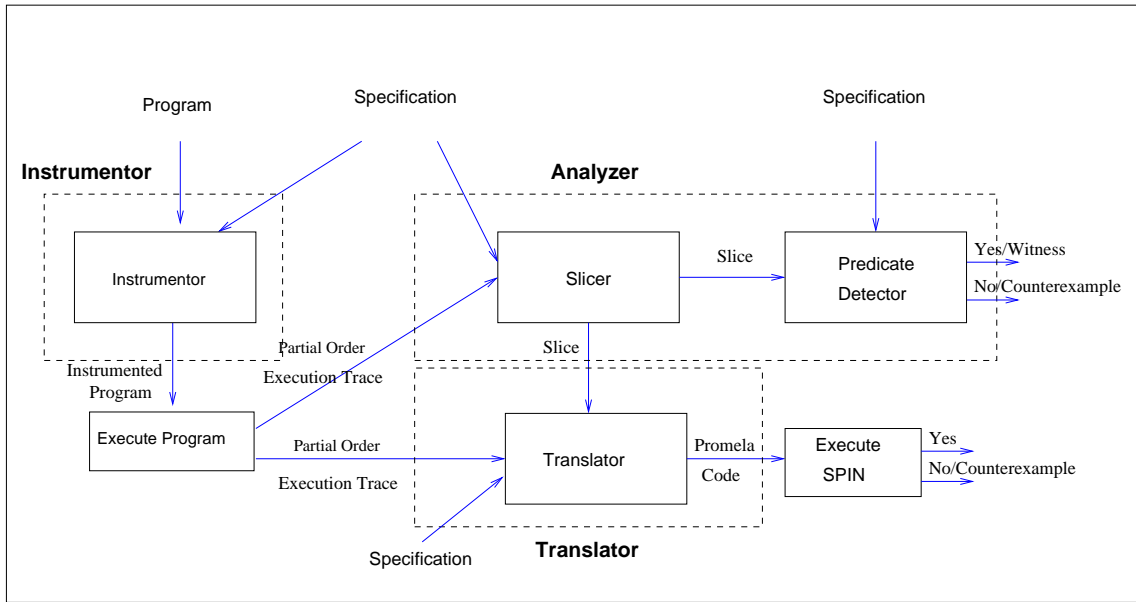 Program
Specification
Specification
Instrumentor
Analyzer
Instrumentor
Slicer
Slice
Predicate
Detector
Yes/Witness
No/Counterexample
Partial Order
Execution Trace
Slice
Instrumented
Program
Execute Program
Partial Order
Execution Trace
Translator
Promela
Code
Execute
SPIN
Yes
No/Counterexample
Specification
Translator